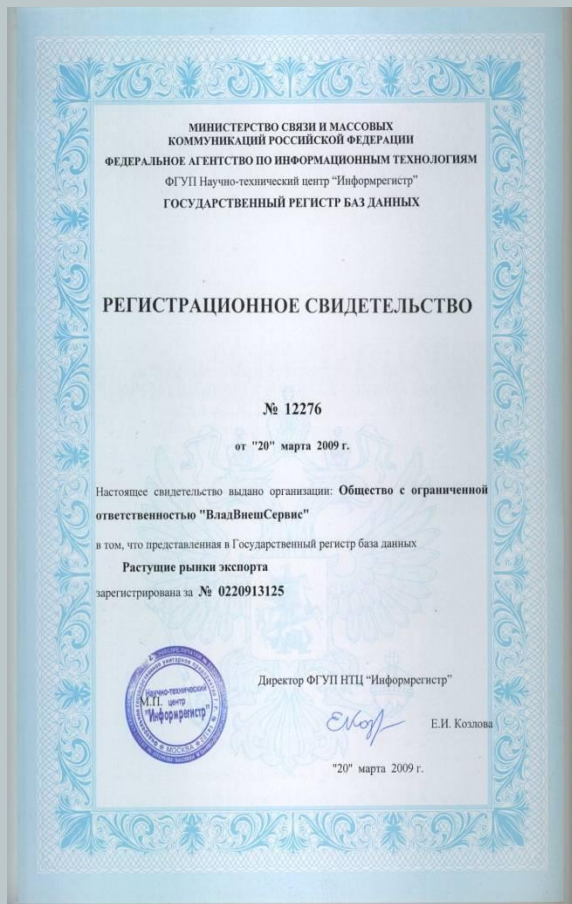 МИНИСТЕРСТВО СВЯЗИ И МАССОВЫХ
КОММУНИКАЦИЙ РОССИЙСКОЙ ФЕДЕРАЦИИ
ФЕДЕРАЛЬНОЕ АГЕНТСТВО ПО ИНФОРМАЦИОННЫМ ТЕХНОЛОГИЯМ
ФГУП Научно-технический центр “Информрегистр”
ГОСУДАРСТВЕННЫЙ РЕГИСТР БАЗ ДАННЫХ
РЕГИСТРАЦИОННОЕ СВИДЕТЕЛЬСТВО
№ 12276
от "20" марта 2009 г.
Настоящее свидетельство выдано организации: Общество с ограниченной
ответственностью "ВладВнешСервис"
в том, что представленная в Государственный регистр база данных
Растущие рынки экспорта
зарегистрирована за № 0220913125
Директор ФГУП НТЦ “Информрегистр”
Научно-технический
М.П. центр
"Информрегистр"
МОСКВА
Е.И. Козлова
"20" марта 2009 г.